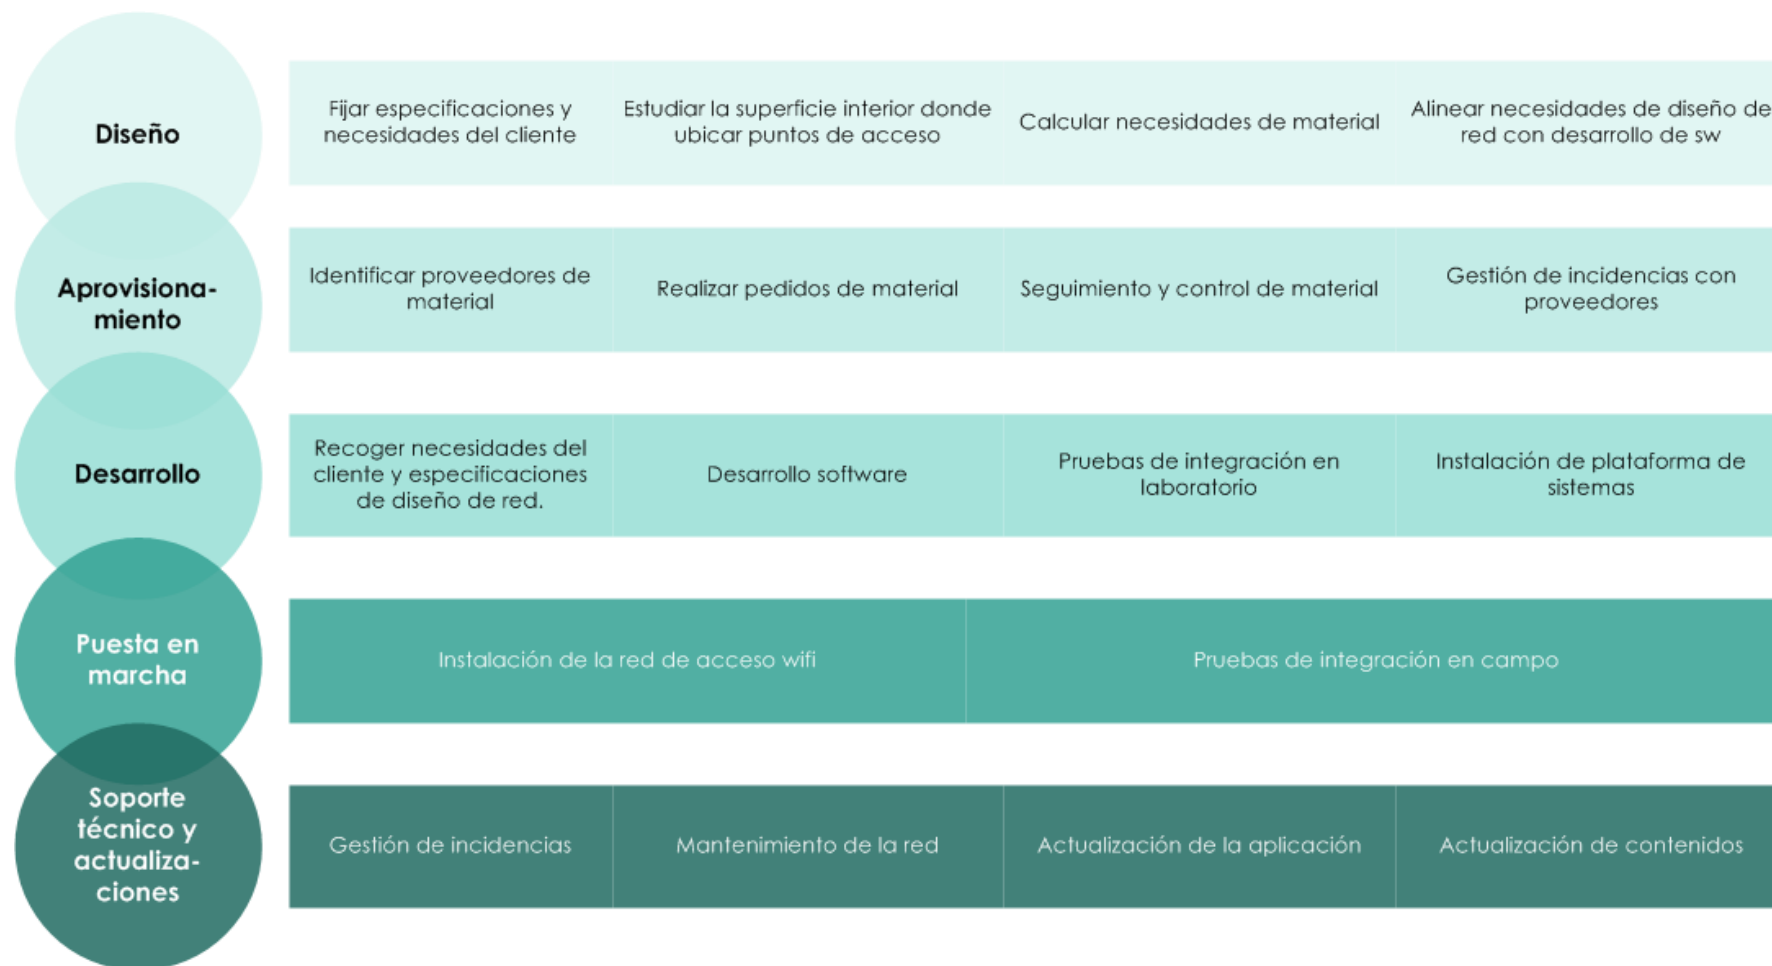 Diseño
Fijar especificaciones y
necesidades del cliente
Estudiar la superficie interior donde
ubicar puntos de acceso
Calcular necesidades de material
Alinear necesidades de diseño de
red con desarrollo de sw
Aprovisiona-
miento
Identificar proveedores de
material
Realizar pedidos de material
Seguimiento y control de material
Gestión de incidencias con
proveedores
Desarrollo
Recoger necesidades del
cliente y especificaciones
de diseño de red.
Desarrollo software
Pruebas de integración en
laboratorio
Instalación de plataforma de
sistemas
Puesta en
marcha
Instalación de la red de acceso wifi
Pruebas de integración en campo
Soporte
técnico y
actualiza-
ciones
Gestión de incidencias
Mantenimiento de la red
Actualización de la aplicación
Actualización de contenidos